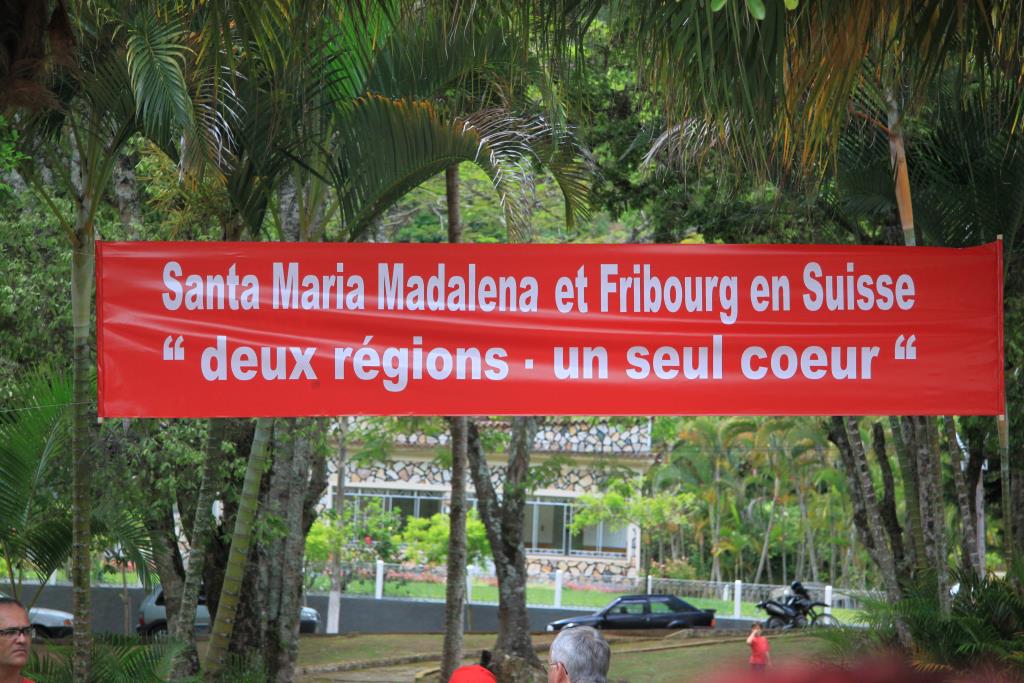 Santa Maria Madalena et Fribourg en Suisse
“ deux régions · un seul coeur “